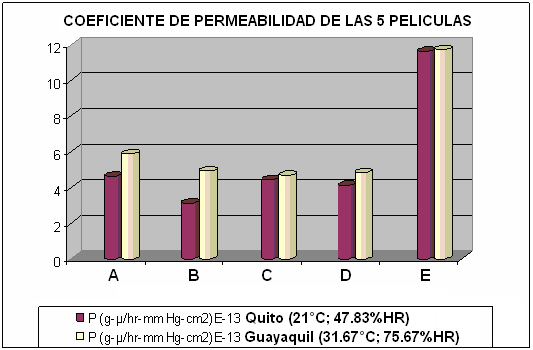 COEFICIENTE DE PERMEABILIDAD DE LAS 5 PELICULAS
12
10
8
6
4
2
0
A B C D E
P (g-µ/hr-mm Hg-cm2) E-13 Quito (21°C; 47.83%HR)
P (g-µ/hr-mm Hg-cm2) E-13 Guayaquil (31.67°C; 75.67%HR)